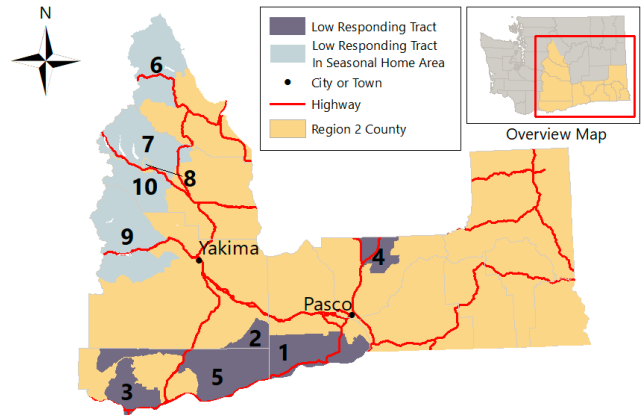 N
Low Responding Tract
Low Responding Tract
In Seasonal Home Area
City or Town
Highway
Region 2 County
Overview Map
6
7
8
10
9
Yakima
4
Pasco
2
1
5
3